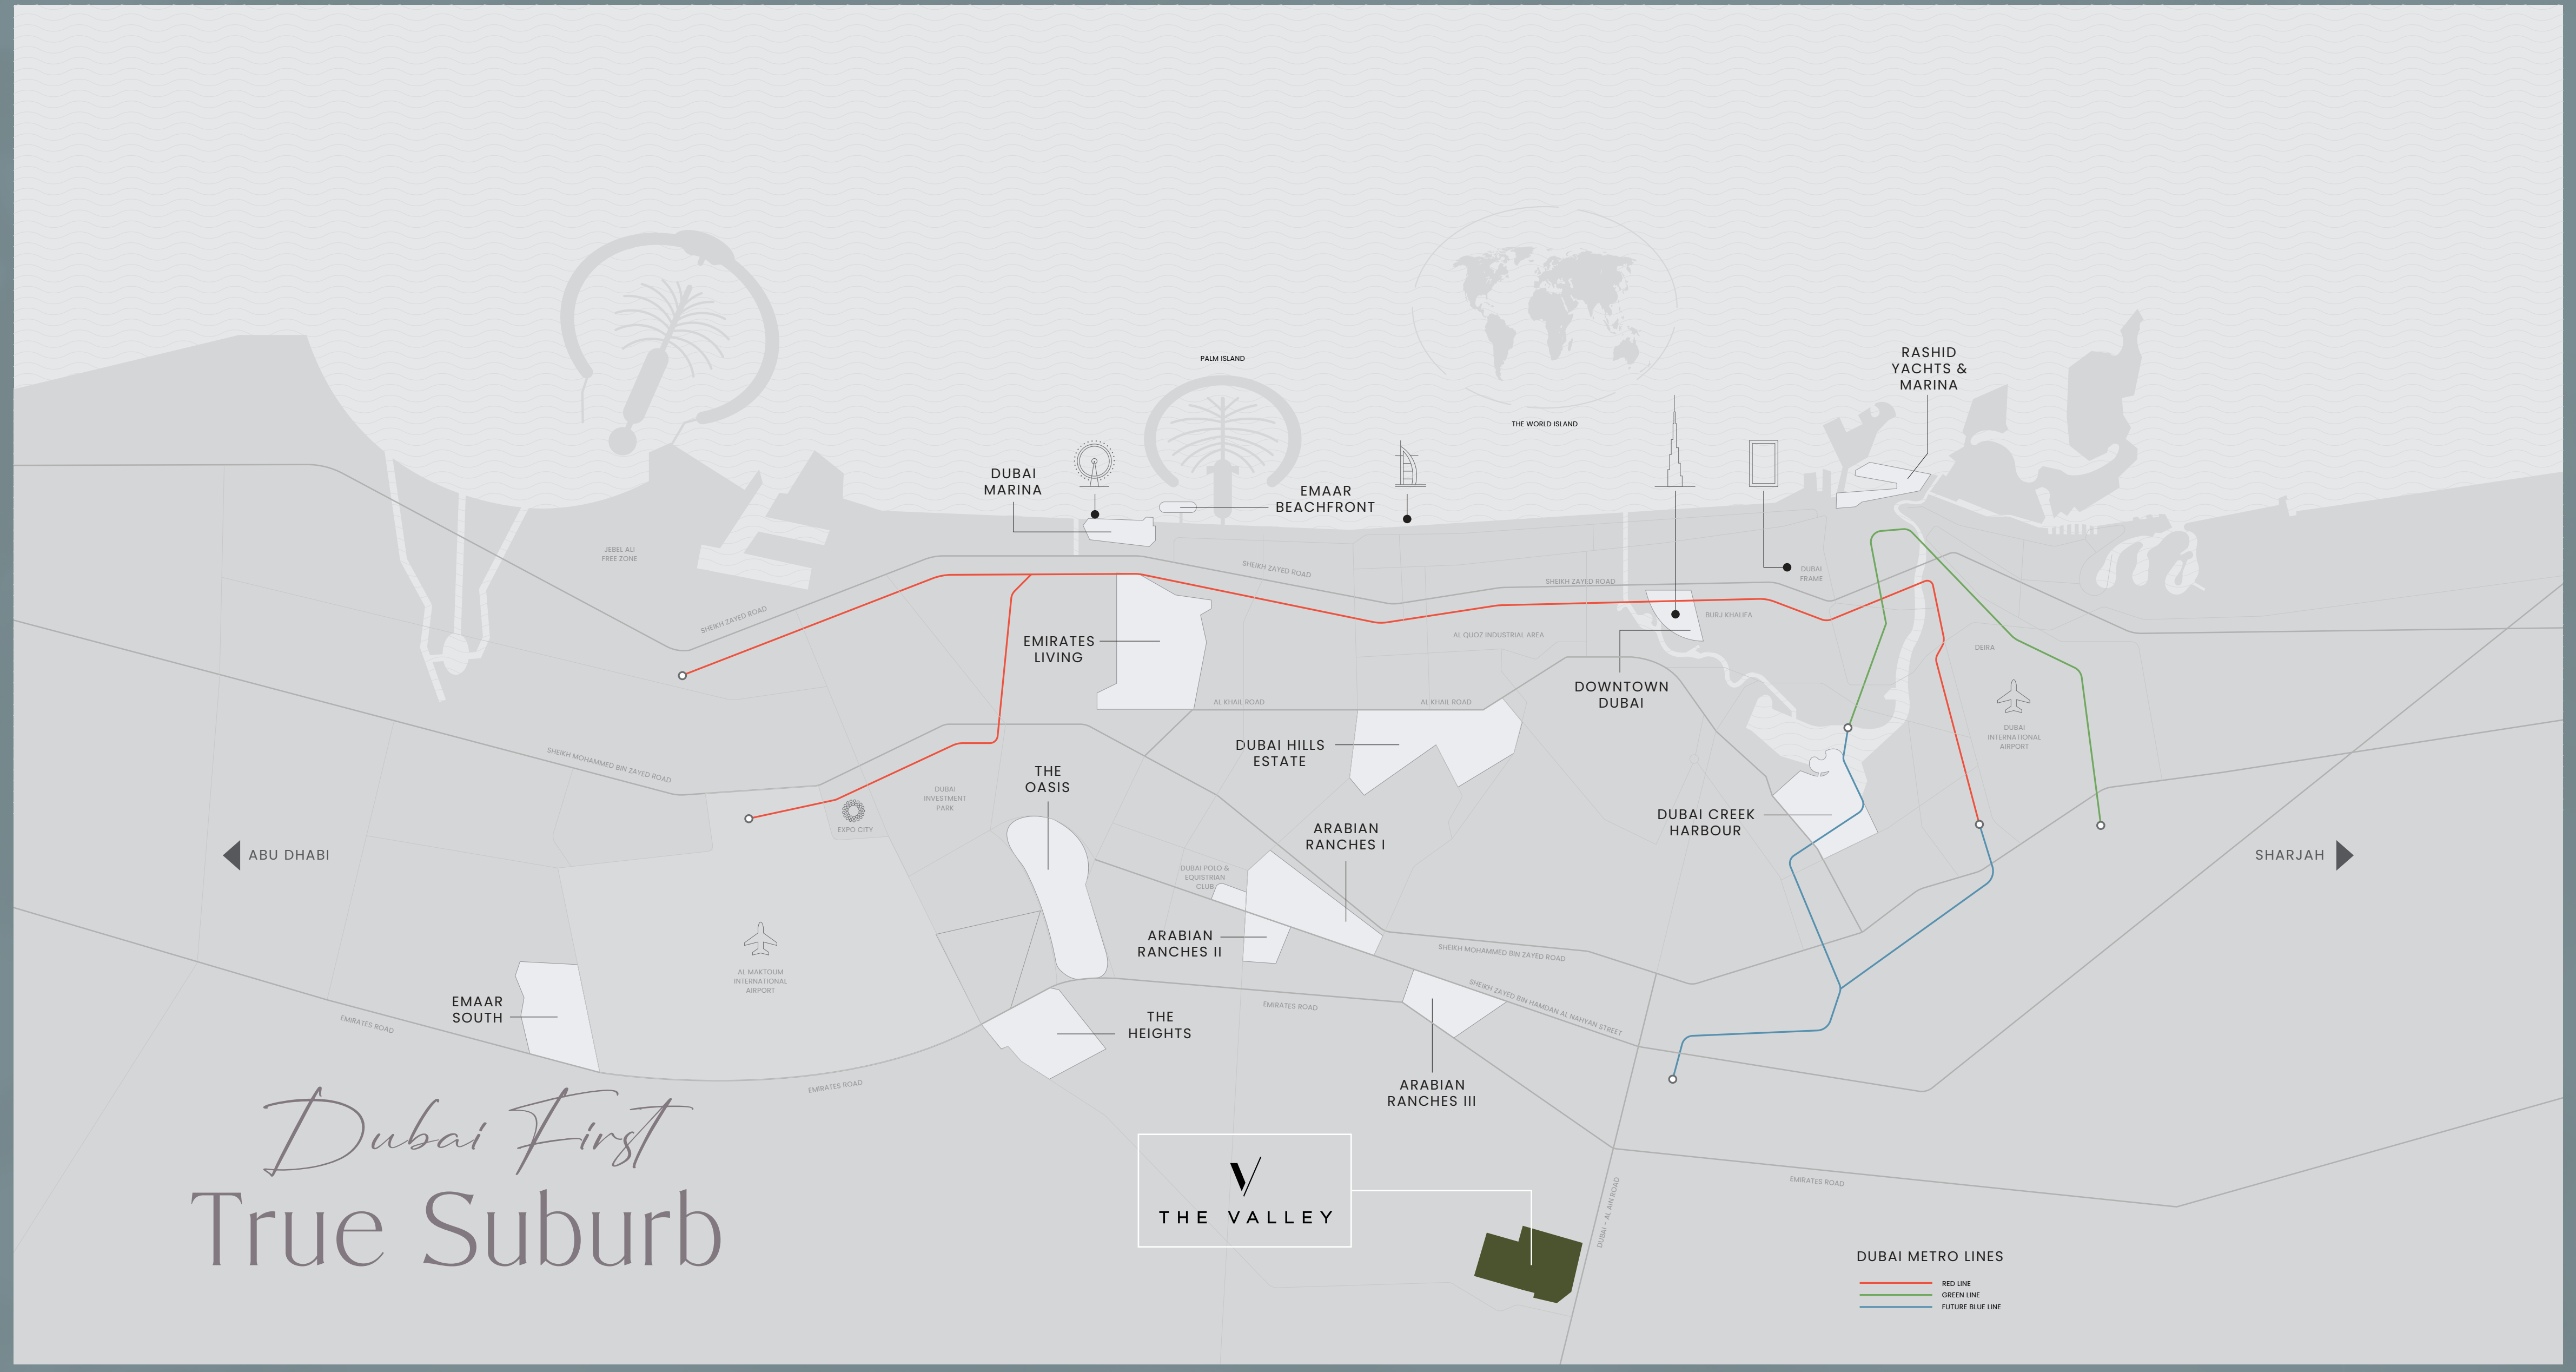 PALM ISLAND
THE WORLD ISLAND
RASHID
YACHTS &
MARINA
DUBAI
MARINA
EMAAR
BEACHFRONT
JEBEL ALI
FREE ZONE
SHEIKH ZAYED ROAD
SHEIKH ZAYED ROAD
SHEIKH ZAYED ROAD
DUBAI
FRAME
BURJ KHALIFA
AL QUOZ INDUSTRIAL AREA
EMIRATES
LIVING
DEIRA
DOWNTOWN
DUBAI
AL KHAIL ROAD
AL KHAIL ROAD
DUBAI
INTERNATIONAL
AIRPORT
DUBAI HILLS
ESTATE
SHEIKH MOHAMMED BIN ZAYED ROAD
THE
OASIS
DUBAI
INVESTMENT
PARK
EXPO CITY
DUBAI CREEK
HARBOUR
ARABIAN
RANCHES I
ABU DHABI
SHARJAH
DUBAI POLO &
EQUISTRIAN
CLUB
ARABIAN
RANCHES II
SHEIKH MOHAMMED BIN ZAYED ROAD
AL MAKTOUM
INTERNATIONAL
AIRPORT
EMAAR
SOUTH
SHEIKH ZAYED BIN HAMDAN AL NAHYAN STREET
EMIRATES ROAD
EMIRATES ROAD
THE
HEIGHTS
EMIRATES ROAD
ARABIAN
RANCHES III
Dubai First
True Suburb
THE VALLEY
DUBAI - AL AIN ROAD
EMIRATES ROAD
DUBAI METRO LINES
RED LINE
GREEN LINE
FUTURE BLUE LINE